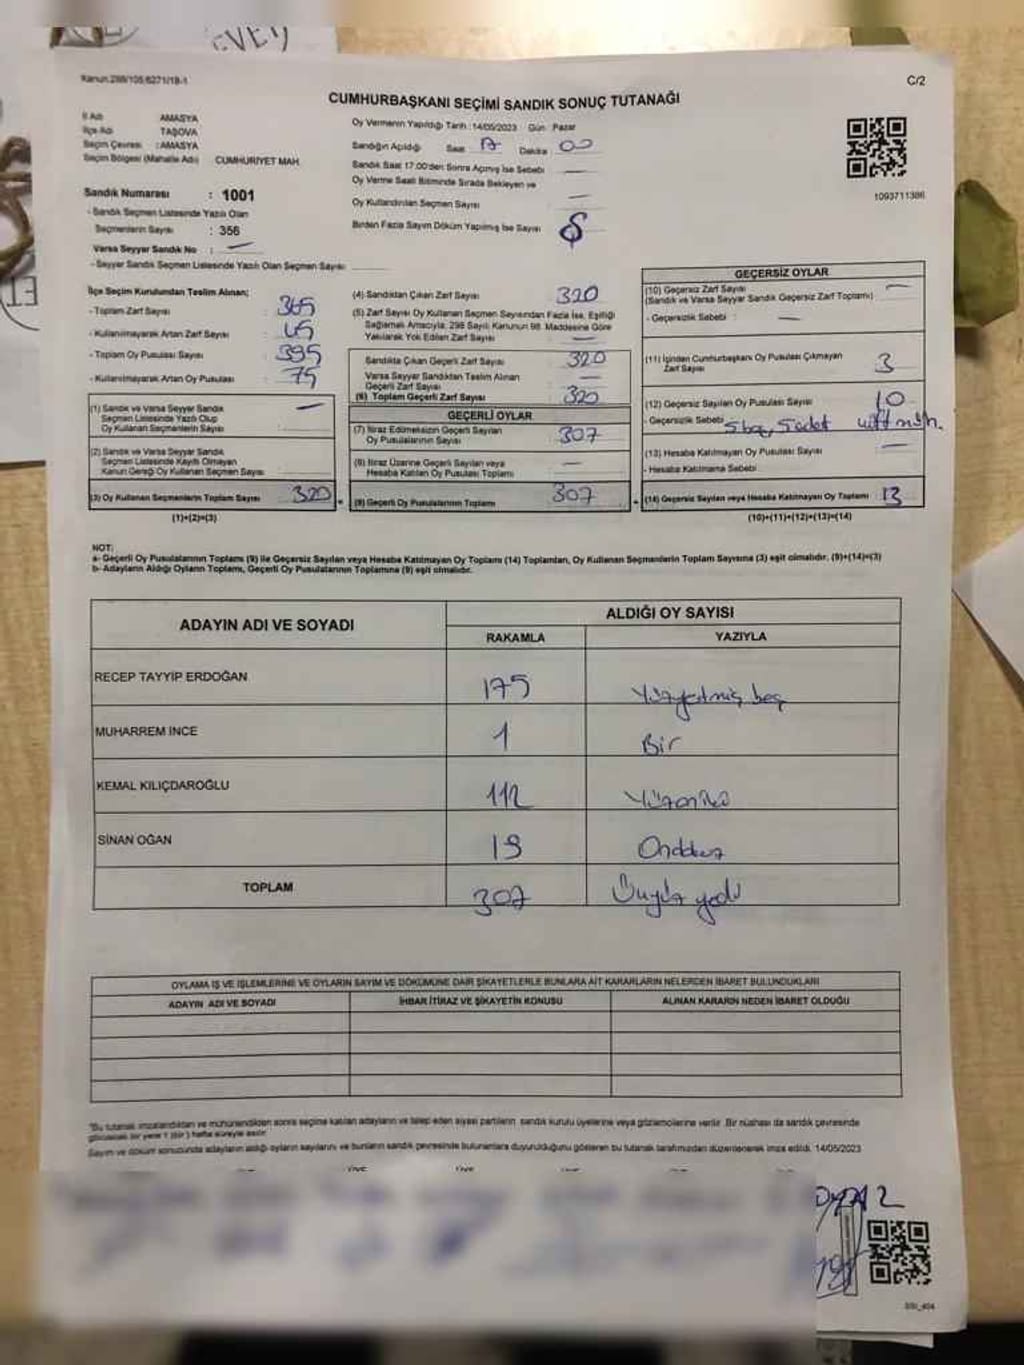 EVET
Kanun:298/105;6271/18-1
C/2
CUMHURBAŞKANI SEÇİMİ SANDIK SONUÇ TUTANAĞI
İl Adı AMASYA
İlçe Adı TAŞOVA
Seçim Çevresi : AMASYA
Seçim Bölgesi (Mahalle Adı) CUMHURİYET MAH.
Sandık Numarası : 1001
- Sandık Seçmen Listesinde Yazılı Olan
Seçmenlerin Sayısı : 356
Varsa Seyyar Sandık No : —
- Seyyar Sandık Seçmen Listesinde Yazılı Olan Seçmen Sayısı
Oy Vermenin Yapıldığı Tarih : 14/05/2023 Gün : Pazar
Sandığın Açıldığı Saat 17 Dakika 00
Sandık Saat 17:00'den Sonra Açılmış İse Sebebi —
Oy Verme Saati Bitiminde Sırada Bekleyen ve
Oy Kullandırılan Seçmen Sayısı —
Birden Fazla Sayım Döküm Yapılmış İse Sayısı
1093711386
İlçe Seçim Kurulundan Teslim Alınan;
- Toplam Zarf Sayısı : 365
- Kullanılmayarak Artan Zarf Sayısı : 45
- Toplam Oy Pusulası Sayısı : 395
- Kullanılmayarak Artan Oy Pusulası : 75
(1) Sandık ve Varsa Seyyar Sandık
Seçmen Listesinde Yazılı Olup
Oy Kullanan Seçmenlerin Sayısı : —
(2) Sandık ve Varsa Seyyar Sandık
Seçmen Listesinde Kayıtlı Olmayan
Kanun Gereği Oy Kullanan Seçmen Sayısı :
(3) Oy Kullanan Seçmenlerin Toplam Sayısı 320
(1)+(2)=(3)
(4) Sandıktan Çıkan Zarf Sayısı 320
(5) Zarf Sayısı Oy Kullanan Seçmen Sayısından Fazla İse, Eşitliği
Sağlamak Amacıyla; 298 Sayılı Kanunun 98. Maddesine Göre
Yakılarak Yok Edilen Zarf Sayısı —
Sandıkta Çıkan Geçerli Zarf Sayısı 320
Varsa Seyyar Sandıktan Teslim Alınan
Geçerli Zarf Sayısı —
(6) Toplam Geçerli Zarf Sayısı 320
GEÇERLİ OYLAR
(7) İtiraz Edilmeksizin Geçerli Sayılan
Oy Pusulalarının Sayısı 307
(8) İtiraz Üzerine Geçerli Sayılan veya
Hesaba Katılan Oy Pusulası Toplamı —
(9) Geçerli Oy Pusulalarının Toplamı 307
GEÇERSİZ OYLAR
(10) Geçersiz Zarf Sayısı
(Sandık ve Varsa Seyyar Sandık Geçersiz Zarf Toplamı) —
- Geçersizlik Sebebi : —
(11) İçinden Cumhurbaşkanı Oy Pusulası Çıkmayan
Zarf Sayısı 3
(12) Geçersiz Sayılan Oy Pusulası Sayısı 10
- Geçersizlik Sebebi
(13) Hesaba Katılmayan Oy Pusulası Sayısı —
- Hesaba Katılmama Sebebi
(14) Geçersiz Sayılan veya Hesaba Katılmayan Oy Toplamı 13
(10)+(11)+(12)+(13)=(14)
NOT:
a- Geçerli Oy Pusulalarının Toplamı (9) ile Geçersiz Sayılan veya Hesaba Katılmayan Oy Toplamı (14) Toplamları, Oy Kullanan Seçmenlerin Toplam Sayısına (3) eşit olmalıdır. (9)+(14)=(3)
b- Adayların Aldığı Oyların Toplamı, Geçerli Oy Pusulalarının Toplamına (9) eşit olmalıdır.
ADAYIN ADI VE SOYADI
ALDIĞI OY SAYISI
RAKAMLA YAZIYLA
RECEP TAYYİP ERDOĞAN 175 Yüzyetmiş beş
MUHARREM İNCE 1 Bir
KEMAL KILIÇDAROĞLU 112 Yüzoniki
SİNAN OĞAN 19 Ondokuz
TOPLAM 307 Üçyüz yedi
OYLAMA İŞ VE İŞLEMLERİNE VE OYLARIN SAYIM VE DÖKÜMÜNE DAİR ŞİKAYETLERLE BUNLARA AİT KARARLARIN NELERDEN İBARET BULUNDUKLARI
ADAYIN ADI VE SOYADI İHBAR İTİRAZ VE ŞİKAYETİN KONUSU ALINAN KARARIN NEDEN İBARET OLDUĞU
"Bu tutanak imzalandıktan ve mühürlendikten sonra seçime katılan adayların ve talep eden siyasi partilerin sandık kurulu üyelerine veya gözlemcilerine verilir. Bir nüshası da sandık çevresinde
görülecek bir yere 1 (bir) hafta süreyle asılır."
Sayım ve döküm sonucunda adayların aldığı oyların sayılarını ve bunların sandık çevresinde bulunanlara duyurulduğunu gösteren bu tutanak tarafımızdan düzenlenerek imza edildi. 14/05/2023